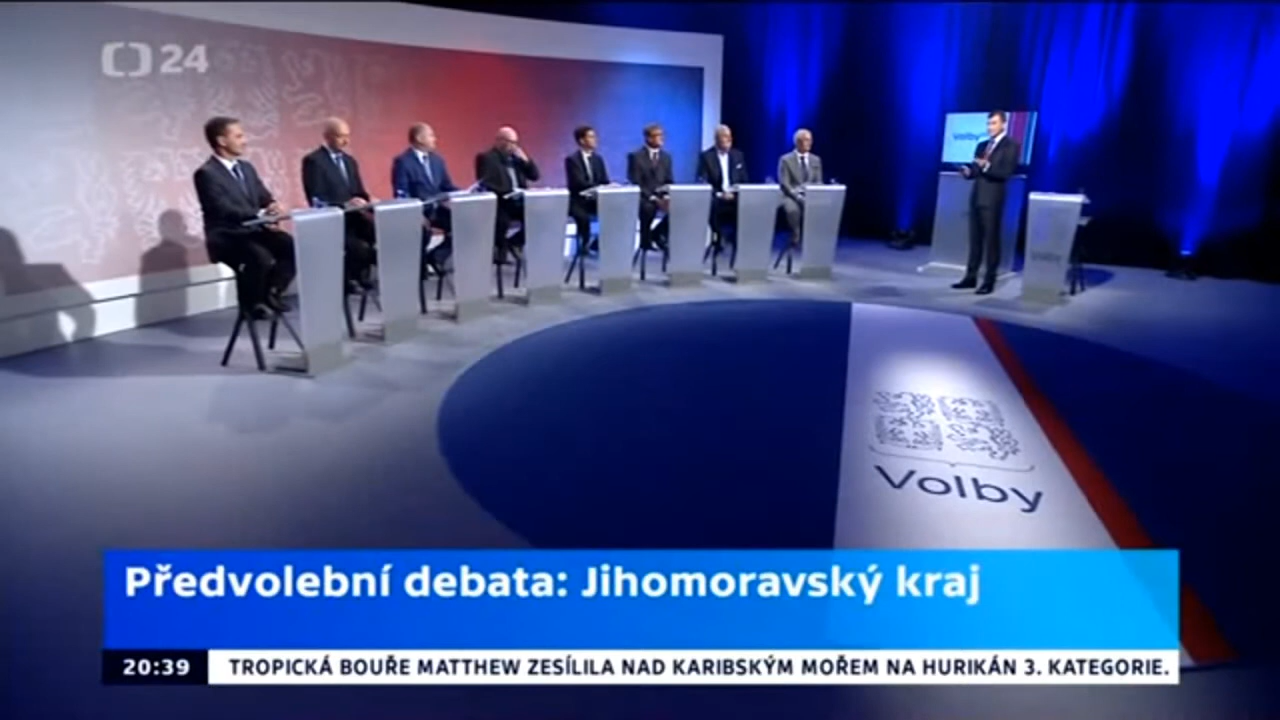 24
Volby
Volby
Předvolební debata: Jihomoravský kraj
20:39 TROPICKÁ BOUŘE MATTHEW ZESÍLILA NAD KARIBSKÝM MOŘEM NA HURIKÁN 3. KATEGORIE.